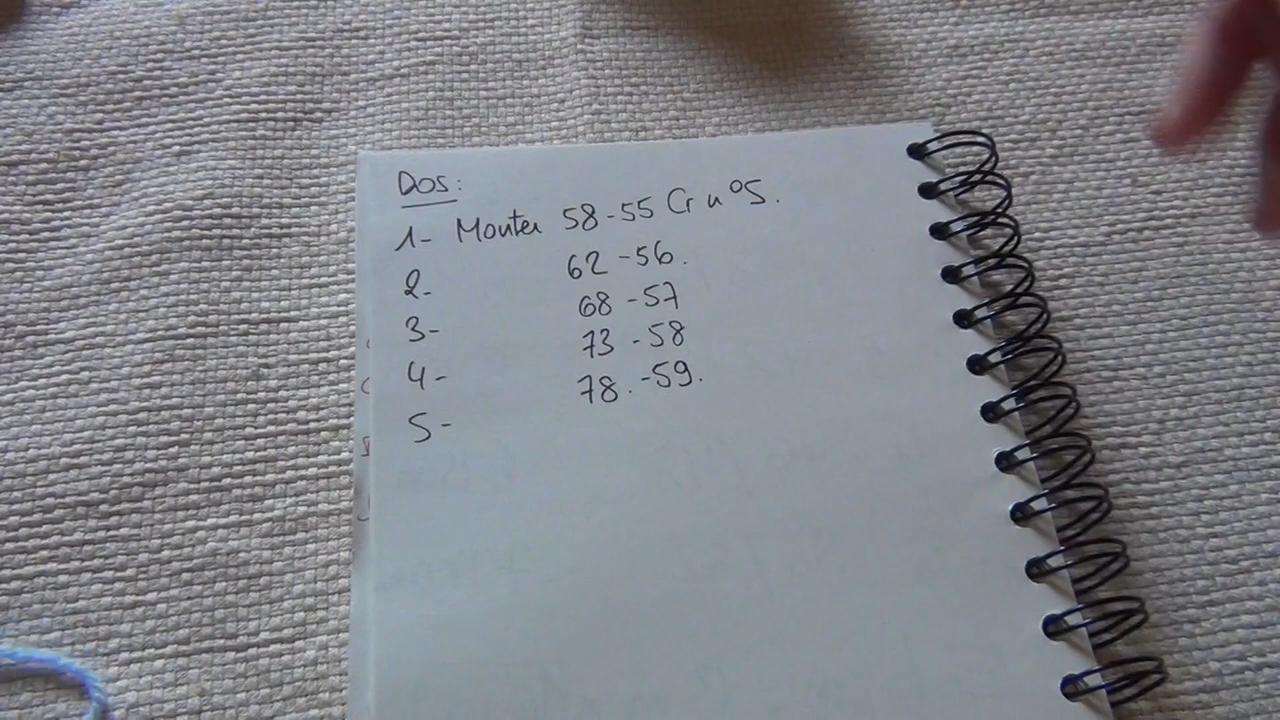 Dos:
1- Monter 58-55 Cr n°5.
2- 62-56.
3- 68-57
4- 73-58
5- 78.-59.